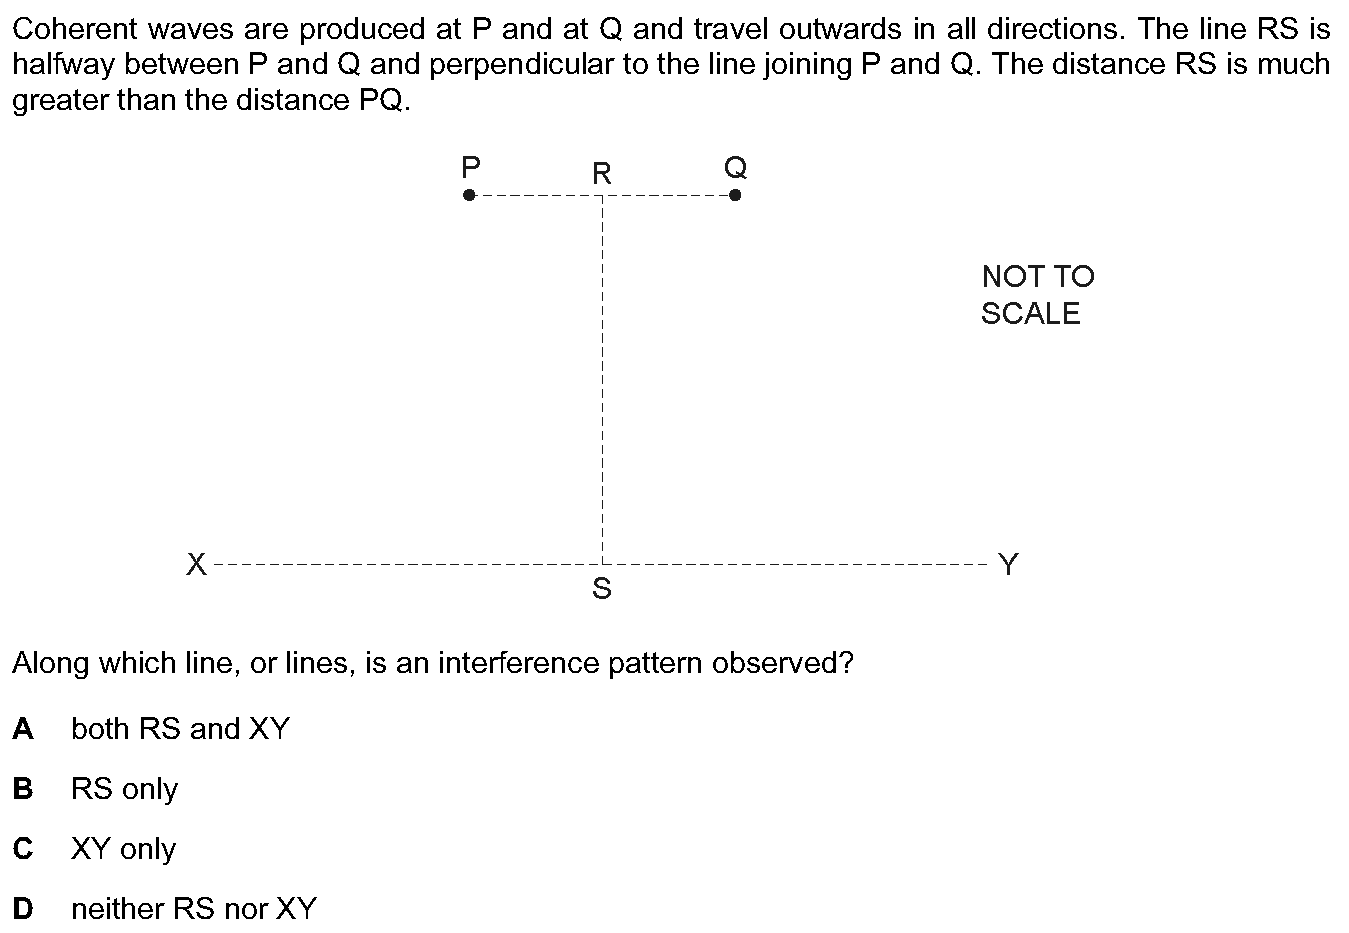 Coherent waves are produced at P and at Q and travel outwards in all directions. The line RS is
halfway between P and Q and perpendicular to the line joining P and Q. The distance RS is much
greater than the distance PQ.
P R Q
NOT TO
SCALE
X Y
S
Along which line, or lines, is an interference pattern observed?
A both RS and XY
B RS only
C XY only
D neither RS nor XY